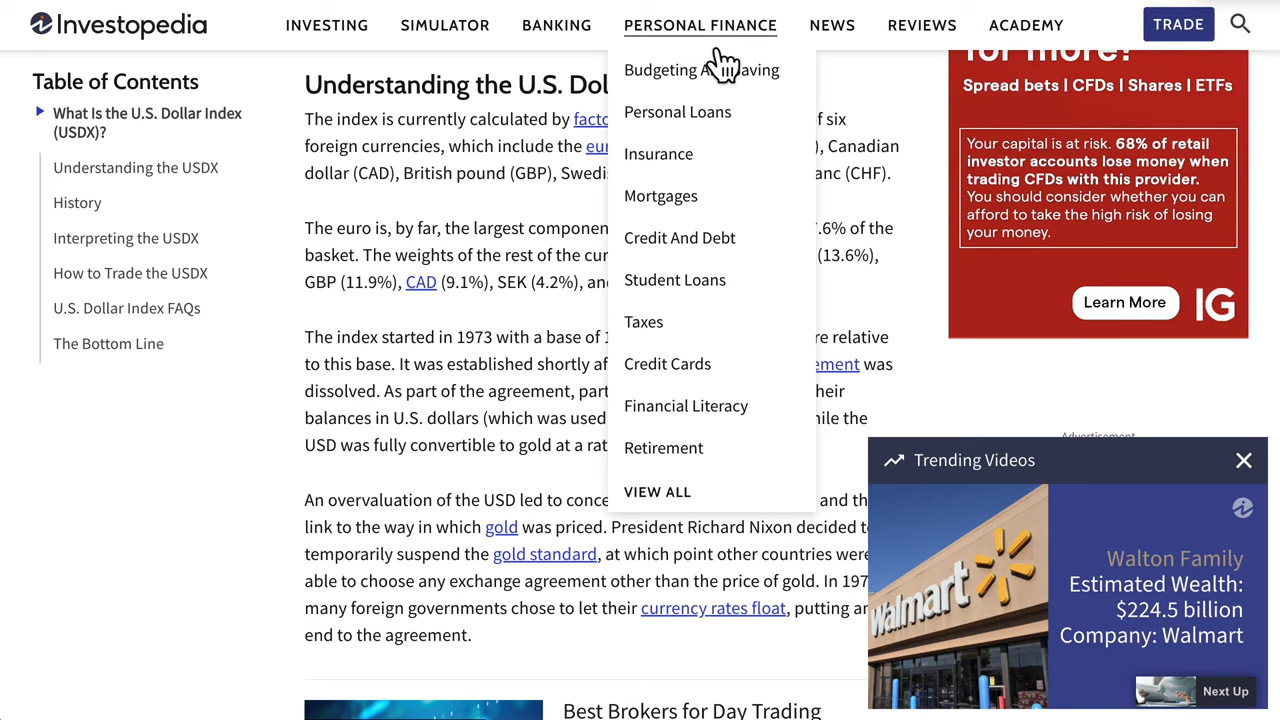 Investopedia
INVESTING
SIMULATOR
BANKING
PERSONAL FINANCE
NEWS
REVIEWS
ACADEMY
TRADE
Table of Contents
What Is the U.S. Dollar Index
(USDX)?
Understanding the USDX
History
Interpreting the USDX
How to Trade the USDX
U.S. Dollar Index FAQs
The Bottom Line
Understanding the U.S. Dol
The index is currently calculated by facto
of six
foreign currencies, which include the eur
), Canadian
dollar (CAD), British pound (GBP), Swedi
anc (CHF).
The euro is, by far, the largest componen
7.6% of the
basket. The weights of the rest of the cur
(13.6%),
GBP (11.9%), CAD (9.1%), SEK (4.2%), and
The index started in 1973 with a base of 1
re relative
to this base. It was established shortly af
ement was
dissolved. As part of the agreement, part
their
balances in U.S. dollars (which was used
while the
USD was fully convertible to gold at a rat
An overvaluation of the USD led to conce
and th
link to the way in which gold was priced. President Richard Nixon decided to
temporarily suspend the gold standard, at which point other countries were
able to choose any exchange agreement other than the price of gold. In 197
many foreign governments chose to let their currency rates float, putting an
end to the agreement.
Best Brokers for Day Trading
Budgeting A Saving
Personal Loans
Insurance
Mortgages
Credit And Debt
Student Loans
Taxes
Credit Cards
Financial Literacy
Retirement
VIEW ALL
for more?
Spread bets | CFDs | Shares | ETFs
Your capital is at risk. 68% of retail
investor accounts lose money when
trading CFDs with this provider.
You should consider whether you can
afford to take the high risk of losing
your money.
Learn More
IG
Advertisement
Trending Videos
Walmart
Walton Family
Estimated Wealth:
$224.5 billion
Company: Walmart
Next Up